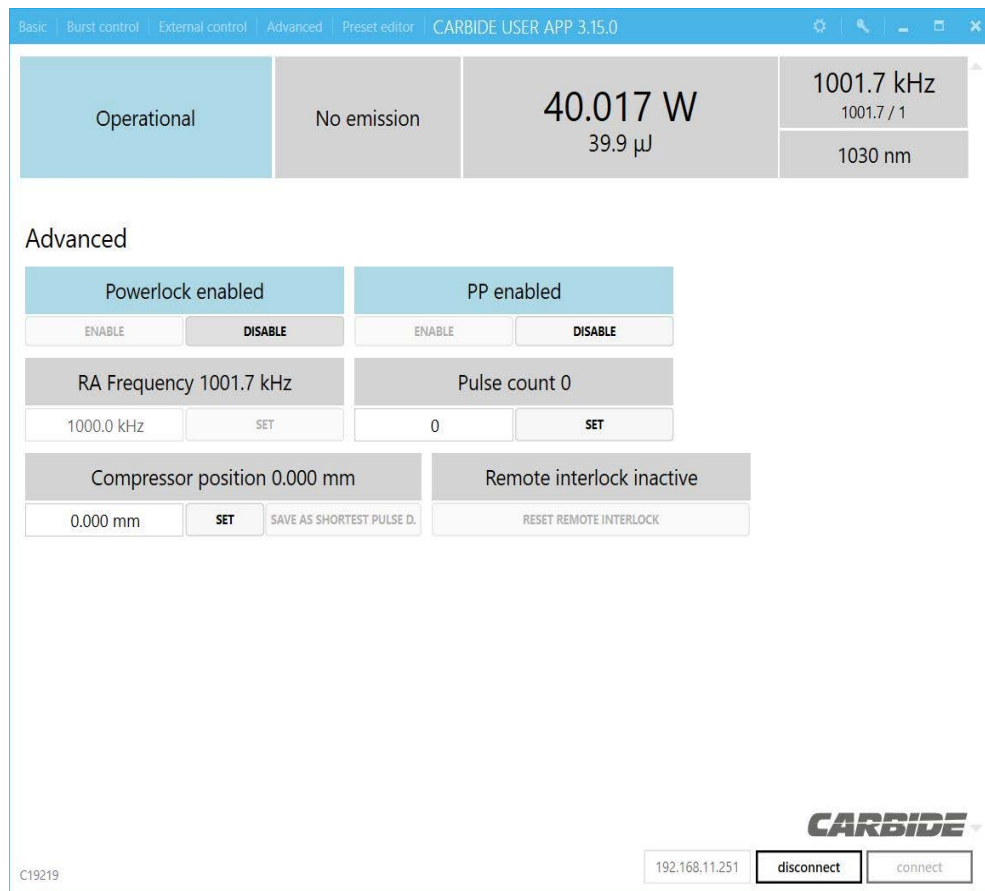 Basic Burst control External control Advanced Preset editor CARBIDE USER APP 3.15.0
Operational
No emission
40.017 W
39.9 µJ
1001.7 kHz
1001.7 / 1
1030 nm
Advanced
Powerlock enabled
ENABLE DISABLE
PP enabled
ENABLE DISABLE
RA Frequency 1001.7 kHz
1000.0 kHz SET
Pulse count 0
0 SET
Compressor position 0.000 mm
0.000 mm SET SAVE AS SHORTEST PULSE D.
Remote interlock inactive
RESET REMOTE INTERLOCK
CARBIDE
C19219 192.168.11.251 disconnect connect